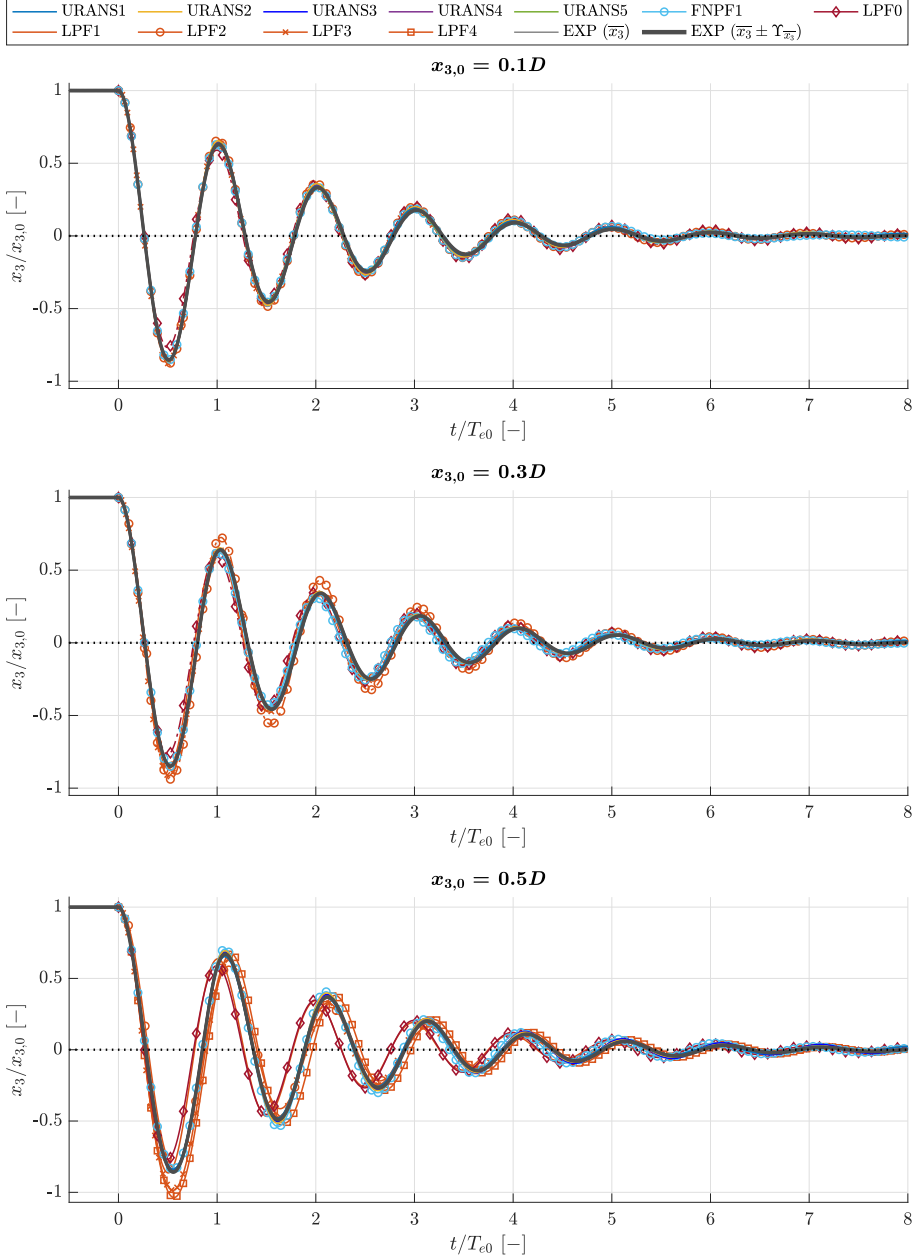 URANS1 URANS2 URANS3 URANS4 URANS5 FNPF1 LPF0
LPF1 LPF2 LPF3 LPF4 EXP (x̅₃) EXP (x̅₃ ± ϒ_x̅₃)
x₃,₀ = 0.1D
1
0.5
0
-0.5
-1
x₃/x₃,₀ [−]
0 1 2 3 4 5 6 7 8
t/Tₑ₀ [−]
x₃,₀ = 0.3D
1
0.5
0
-0.5
-1
x₃/x₃,₀ [−]
0 1 2 3 4 5 6 7 8
t/Tₑ₀ [−]
x₃,₀ = 0.5D
1
0.5
0
-0.5
-1
x₃/x₃,₀ [−]
0 1 2 3 4 5 6 7 8
t/Tₑ₀ [−]